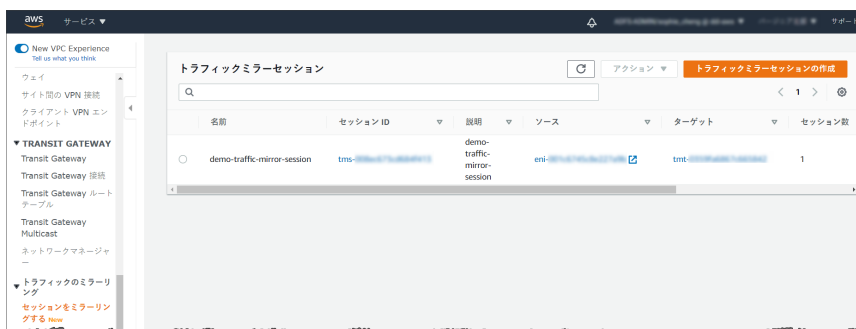 aws サービス ▼
サポート
New VPC Experience
Tell us what you think
ウェイ
サイト間の VPN 接続
クライアント VPN エン
ドポイント
▼ TRANSIT GATEWAY
Transit Gateway
Transit Gateway 接続
Transit Gateway ルート
テーブル
Transit Gateway
Multicast
ネットワークマネージャ
ー
▼ トラフィックのミラーリ
ング
セッションをミラーリン
グする New
トラフィックミラーセッション
アクション ▼
トラフィックミラーセッションの作成
1
名前 セッション ID 説明 ソース ターゲット セッション数
demo-traffic-mirror-session tms- demo-
traffic-
mirror-
session
eni- tmt- 1